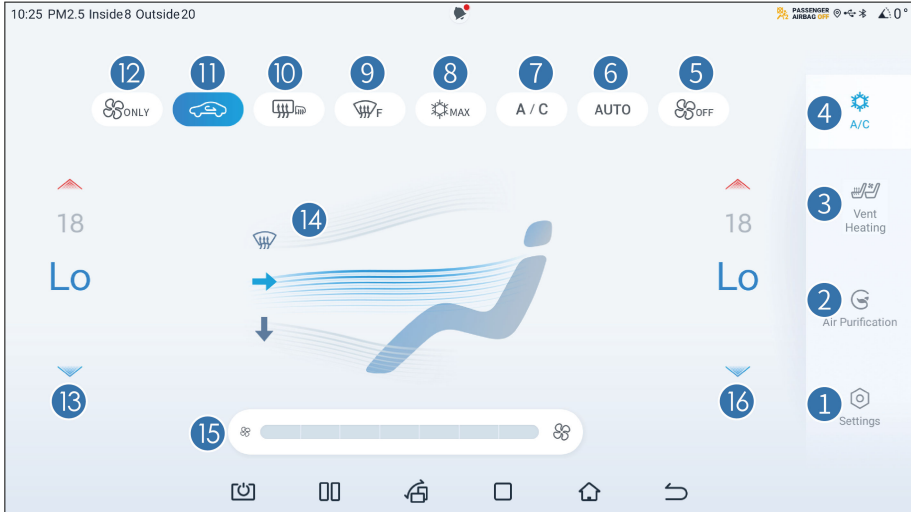 10:25 PM2.5 Inside8 Outside20
PASSENGER
AIRBAG OFF
0°
12 11 10 9 8 7 6 5
ONLY
F
MAX
A / C
AUTO
OFF
4
A/C
3
Vent
Heating
18
14
18
Lo
Lo
2
Air Purification
13
16
1
Settings
15